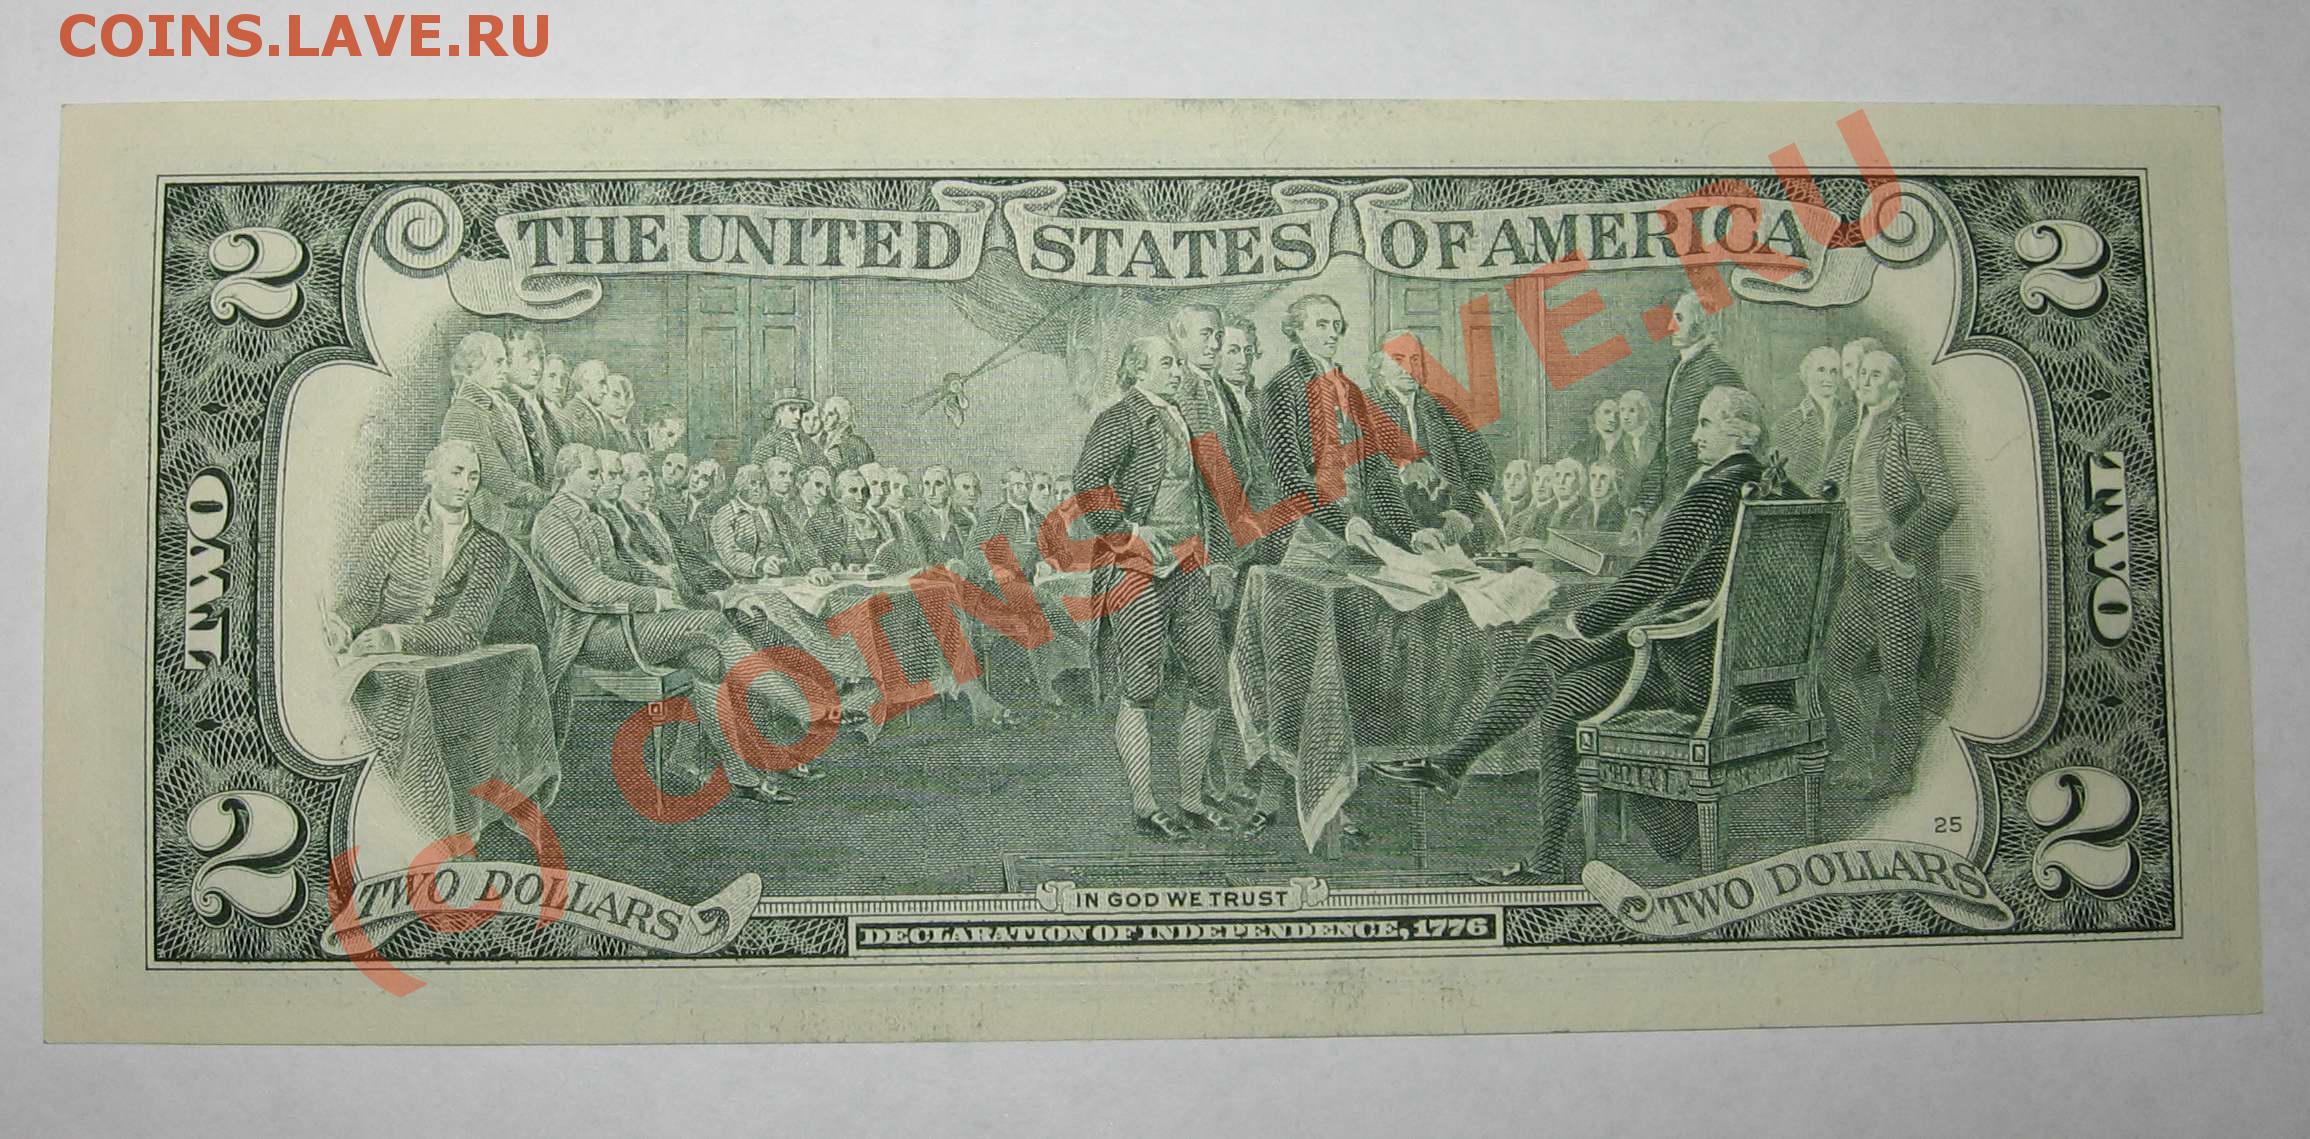 COINS.LAVE.RU
THE UNITED STATES OF AMERICA
2
2
TWO
TWO
(c) COINS.LAVE.RU
25
2
2
TWO DOLLARS
TWO DOLLARS
IN GOD WE TRUST
DECLARATION OF INDEPENDENCE, 1776